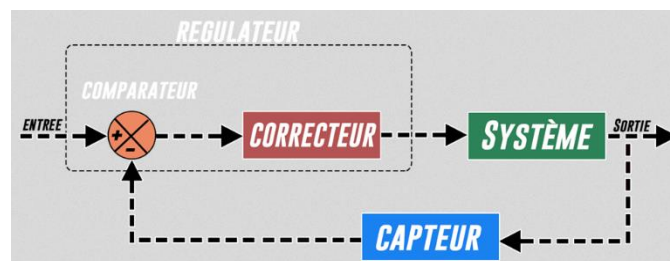 REGULATEUR
COMPARATEUR
ENTREE
+
-
CORRECTEUR
SYSTÈME
SORTIE
CAPTEUR